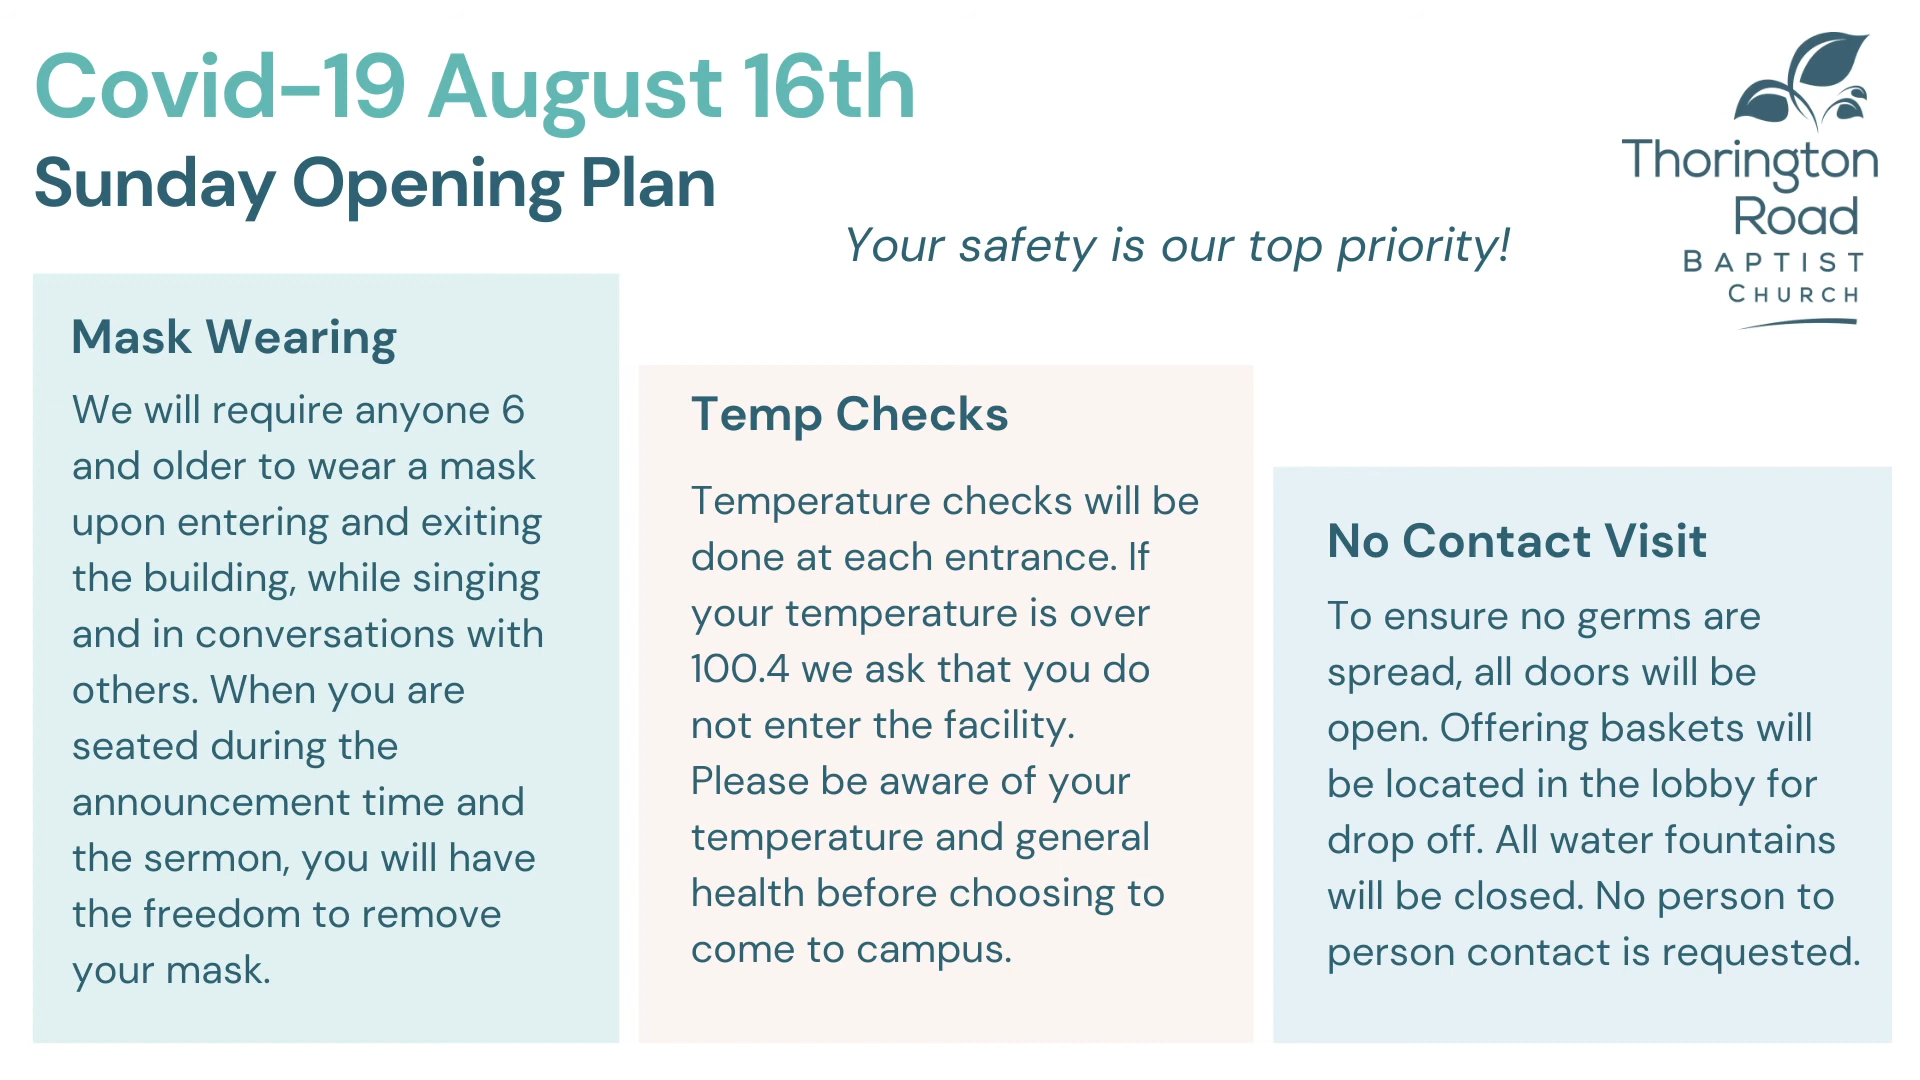 Covid-19 August 16th
Sunday Opening Plan
Your safety is our top priority!
Thorington
Road
BAPTIST
CHURCH
Mask Wearing
We will require anyone 6
and older to wear a mask
upon entering and exiting
the building, while singing
and in conversations with
others. When you are
seated during the
announcement time and
the sermon, you will have
the freedom to remove
your mask.
Temp Checks
Temperature checks will be
done at each entrance. If
your temperature is over
100.4 we ask that you do
not enter the facility.
Please be aware of your
temperature and general
health before choosing to
come to campus.
No Contact Visit
To ensure no germs are
spread, all doors will be
open. Offering baskets will
be located in the lobby for
drop off. All water fountains
will be closed. No person to
person contact is requested.